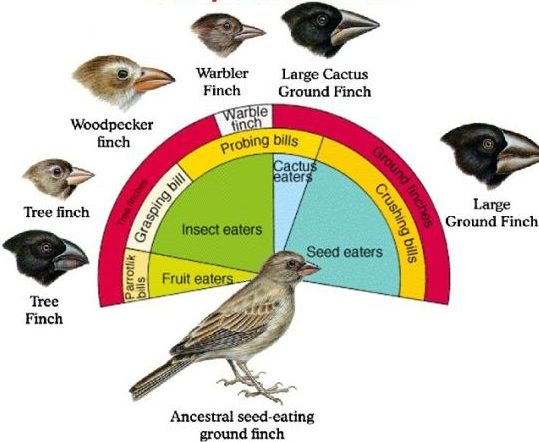 Warbler
Finch
Large Cactus
Ground Finch
Woodpecker
finch
Warble
finch
Probing bills
Cactus
eaters
Ground finches
Large
Ground Finch
Tree finch
Tree finches
Grasping bill
Crushing bills
Insect eaters
Seed eaters
Tree
Finch
Parrotlik
bills
Fruit eaters
Ancestral seed-eating
ground finch